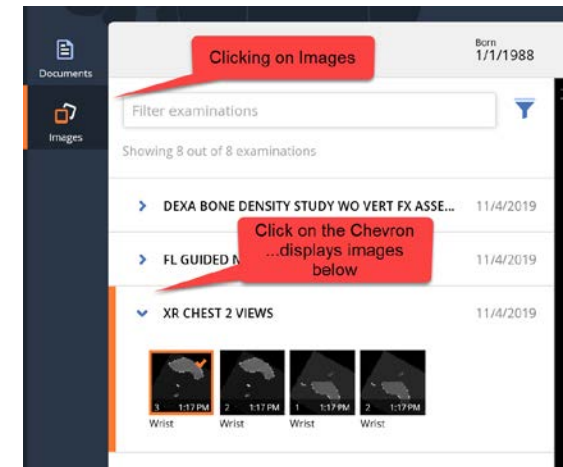 Documents
Images
Clicking on Images
Born
1/1/1988
Filter examinations
Showing 8 out of 8 examinations
DEXA BONE DENSITY STUDY WO VERT FX ASSE... 11/4/2019
Click on the Chevron
...displays images
below
FL GUIDED 11/4/2019
XR CHEST 2 VIEWS 11/4/2019
3 1:17 PM 2 1:17 PM 1 1:17 PM 2 1:17 PM
Wrist Wrist Wrist Wrist